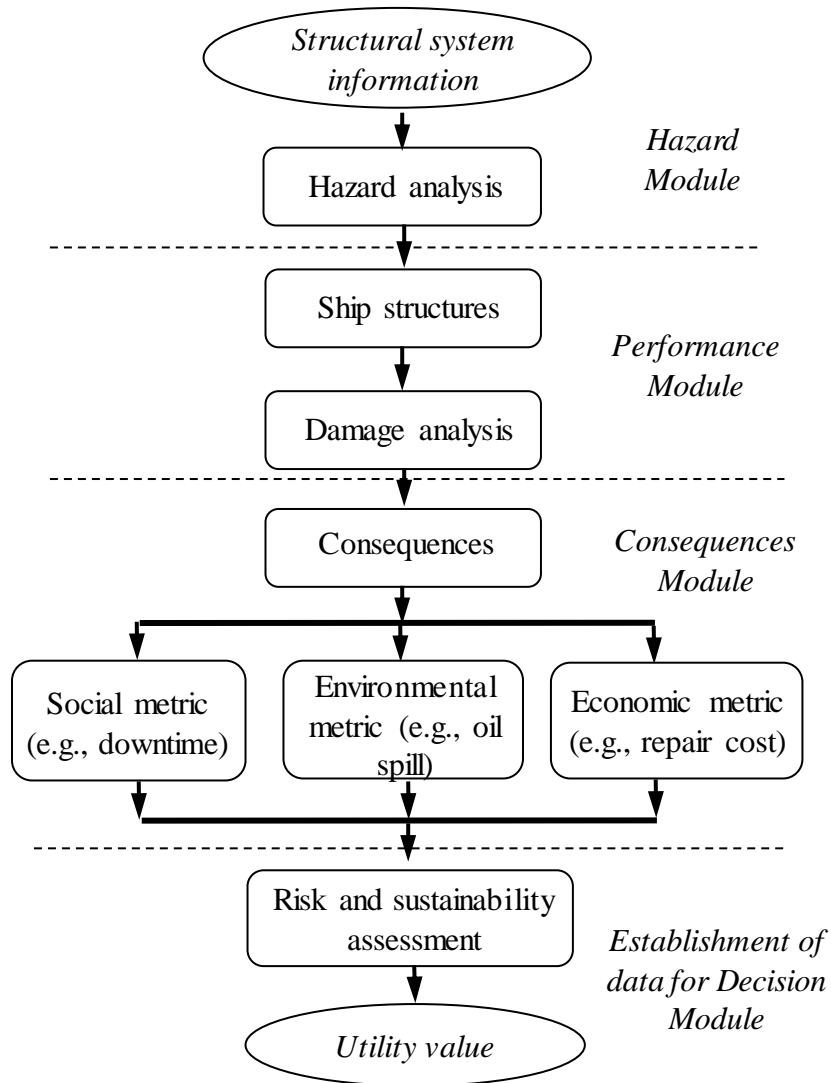 Structural system
information
Hazard
Module
Hazard analysis
Ship structures
Performance
Module
Damage analysis
Consequences
Consequences
Module
Social metric
(e.g., downtime)
Environmental
metric (e.g., oil
spill)
Economic metric
(e.g., repair cost)
Risk and sustainability
assessment
Establishment of
data for Decision
Module
Utility value